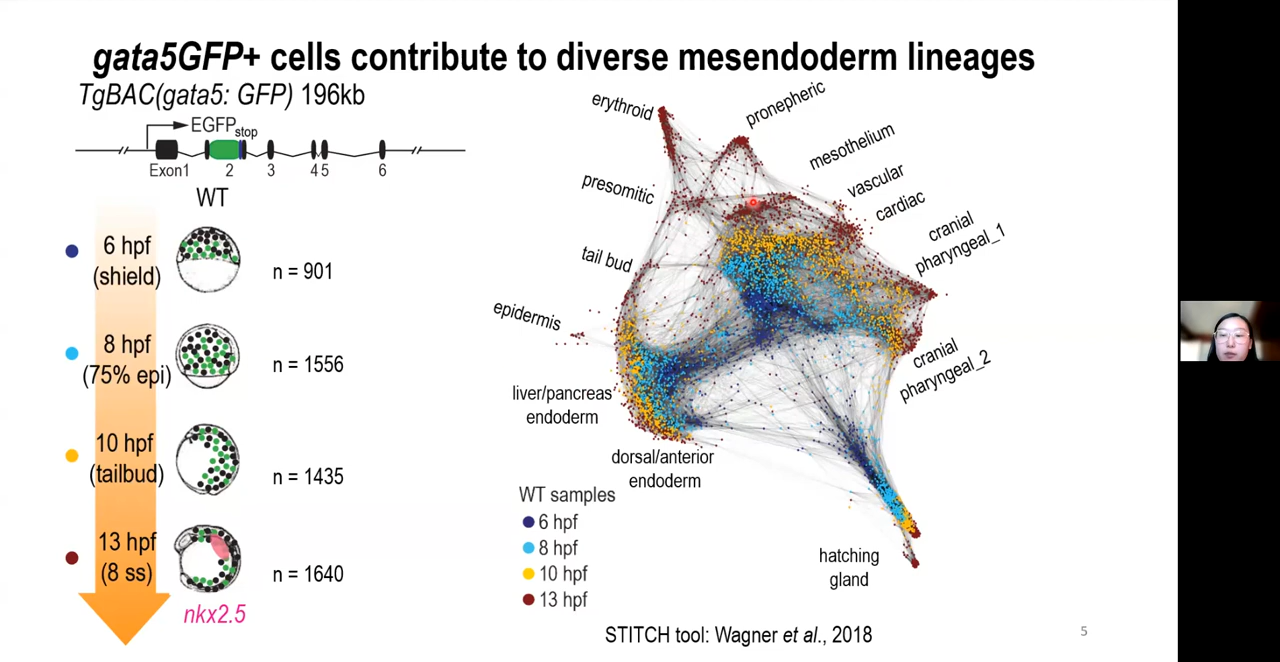 gata5GFP+ cells contribute to diverse mesendoderm lineages
TgBAC(gata5: GFP) 196kb
EGFP
stop
Exon1 2 3 4 5 6
WT
6 hpf
(shield)
n = 901
8 hpf
(75% epi)
n = 1556
10 hpf
(tailbud)
n = 1435
13 hpf
(8 ss)
n = 1640
nkx2.5
erythroid
pronepheric
mesothelium
vascular
cardiac
cranial
pharyngeal_1
presomitic
tail bud
epidermis
liver/pancreas
endoderm
dorsal/anterior
endoderm
cranial
pharyngeal_2
hatching
gland
WT samples
6 hpf
8 hpf
10 hpf
13 hpf
STITCH tool: Wagner et al., 2018
5